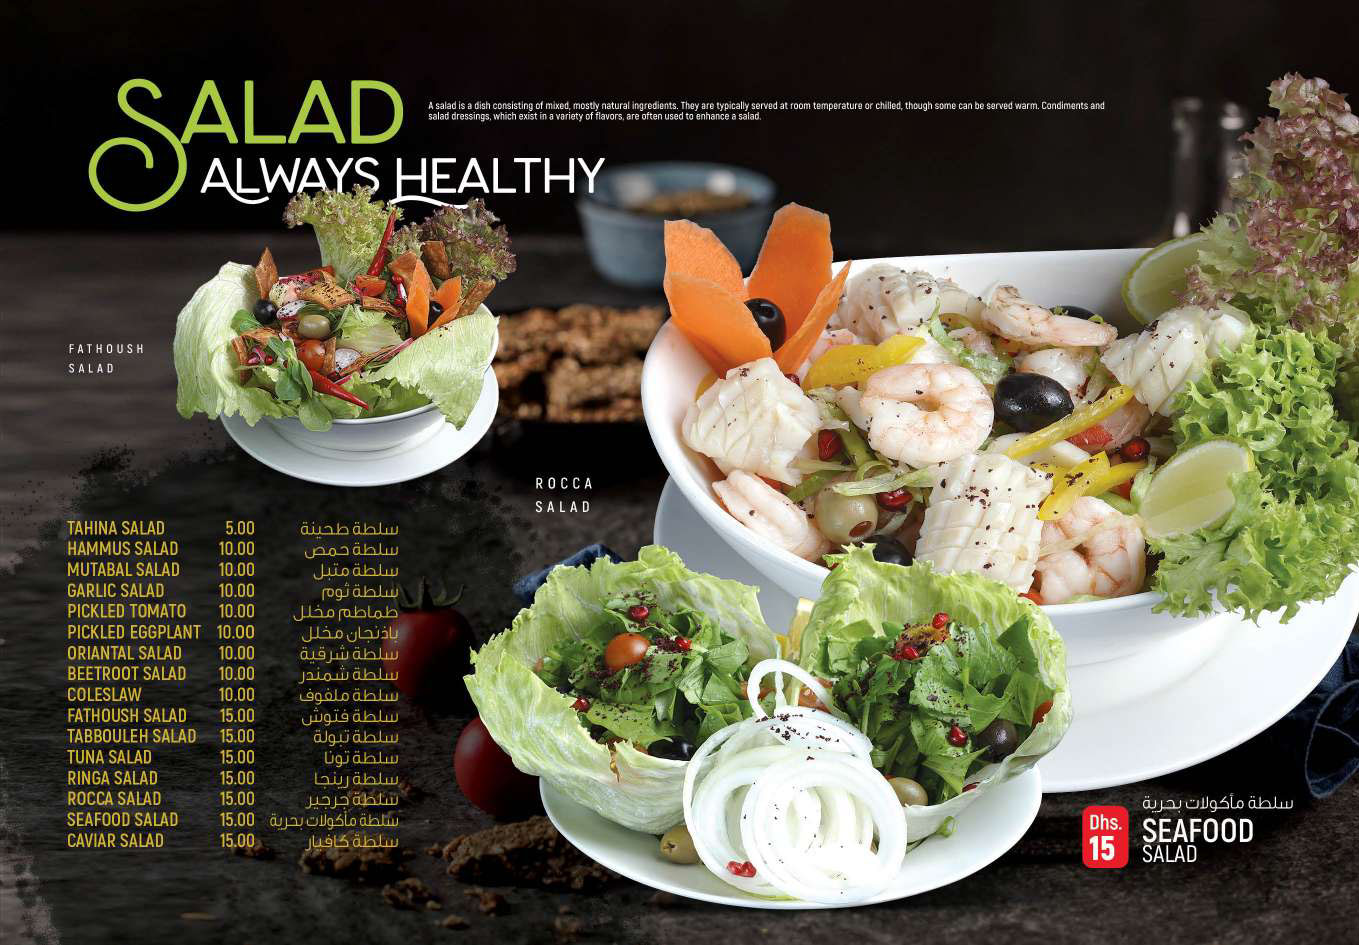 SALAD
ALWAYS HEALTHY
A salad is a dish consisting of mixed, mostly natural ingredients. They are typically served at room temperature or chilled, though some can be served warm. Condiments and
salad dressings, which exist in a variety of flavors, are often used to enhance a salad.
FATHOUSH
SALAD
ROCCA
SALAD
TAHINA SALAD 5.00 سلطة طحينة
HAMMUS SALAD 10.00 سلطة حمص
MUTABAL SALAD 10.00 سلطة متبل
GARLIC SALAD 10.00 سلطة ثوم
PICKLED TOMATO 10.00 طماطم مخلل
PICKLED EGGPLANT 10.00 باذنجان مخلل
ORIANTAL SALAD 10.00 سلطة شرقية
BEETROOT SALAD 10.00 سلطة شمندر
COLESLAW 10.00 سلطة ملفوف
FATHOUSH SALAD 15.00 سلطة فتوش
TABBOULEH SALAD 15.00 سلطة تبولة
TUNA SALAD 15.00 سلطة تونا
RINGA SALAD 15.00 سلطة رينجا
ROCCA SALAD 15.00 سلطة جرجير
SEAFOOD SALAD 15.00 سلطة مأكولات بحرية
CAVIAR SALAD 15.00 سلطة كافيار
سلطة مأكولات بحرية
Dhs.
15
SEAFOOD
SALAD